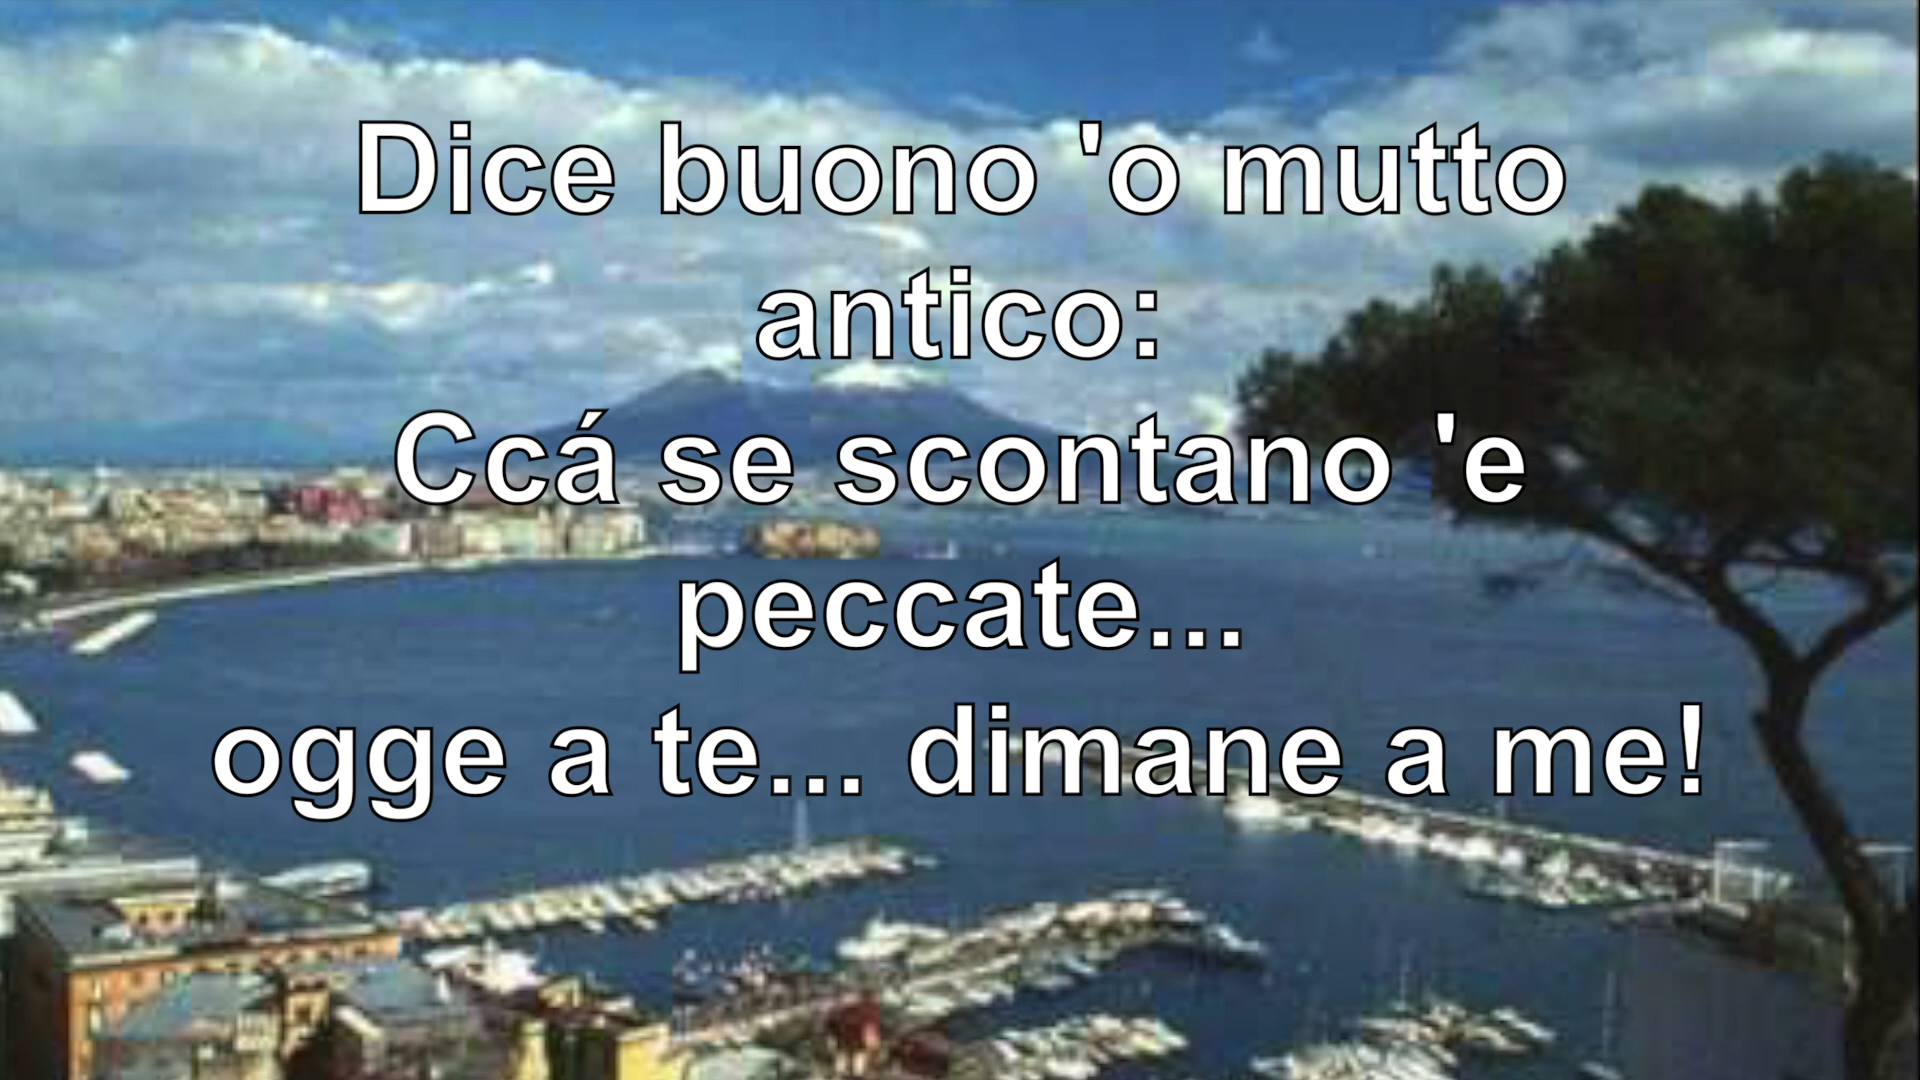 Dice buono 'o mutto
antico:
Ccá se scontano 'e
peccate...
ogge a te... dimane a me!